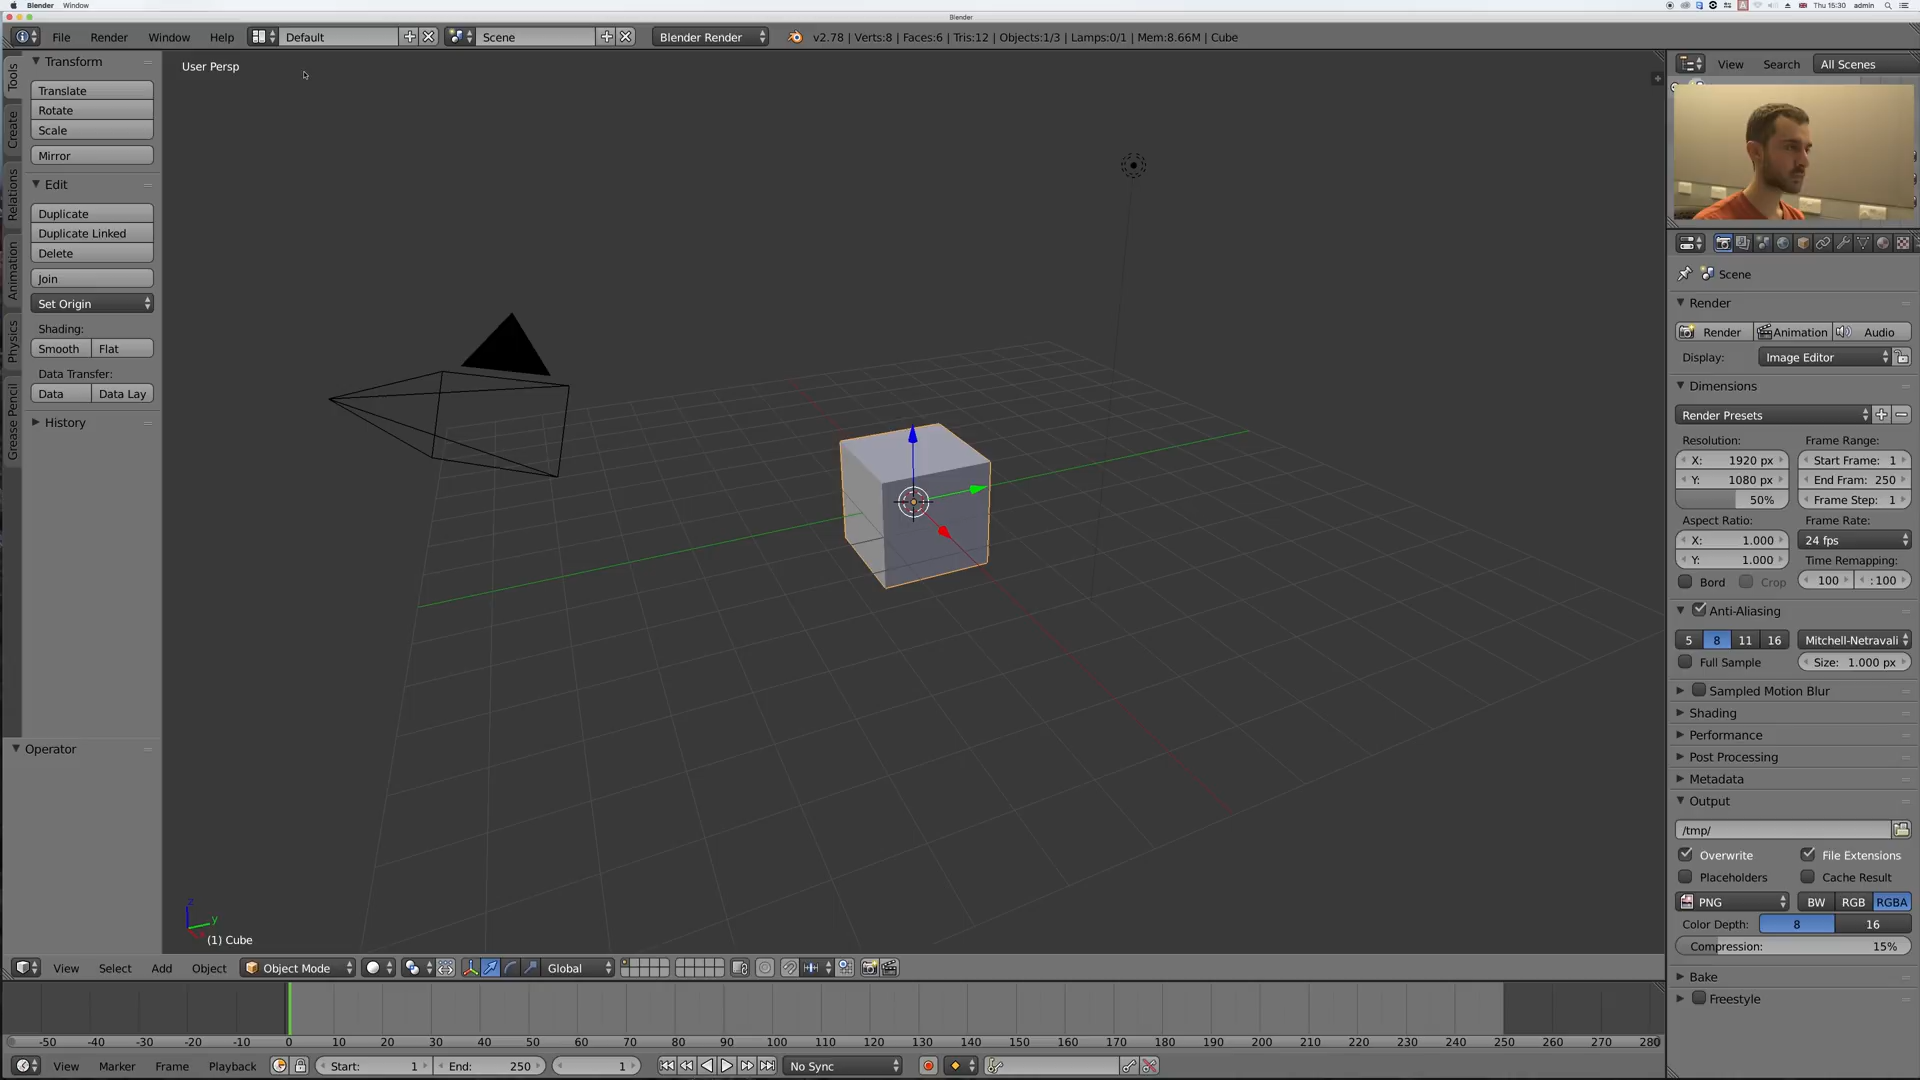 Blender Window
Thu 15:30 admin
Blender
File Render Window Help Default Scene Blender Render v2.78 | Verts:8 | Faces:6 | Tris:12 | Objects:1/3 | Lamps:0/1 | Mem:8.66M | Cube
User Persp
View Search All Scenes
Tools
Create
Relations
Animation
Physics
Grease Pencil
Transform
Translate
Rotate
Scale
Mirror
Edit
Duplicate
Duplicate Linked
Delete
Join
Set Origin
Shading:
Smooth Flat
Data Transfer:
Data Data Lay
History
Operator
z
y
(1) Cube
Scene
Render
Render Animation Audio
Display: Image Editor
Dimensions
Render Presets
Resolution: Frame Range:
X: 1920 px Start Frame: 1
Y: 1080 px End Fram: 250
50% Frame Step: 1
Aspect Ratio: Frame Rate:
X: 1.000 24 fps
Y: 1.000 Time Remapping:
Bord Crop 100 :100
Anti-Aliasing
5 8 11 16 Mitchell-Netravali
Full Sample Size: 1.000 px
Sampled Motion Blur
Shading
Performance
Post Processing
Metadata
Output
/tmp/
Overwrite File Extensions
Placeholders Cache Result
PNG BW RGB RGBA
Color Depth: 8 16
Compression: 15%
Bake
Freestyle
View Select Add Object Object Mode Global
-50 -40 -30 -20 -10 0 10 20 30 40 50 60 70 80 90 100 110 120 130 140 150 160 170 180 190 200 210 220 230 240 250 260 270 280
View Marker Frame Playback Start: 1 End: 250 1 No Sync